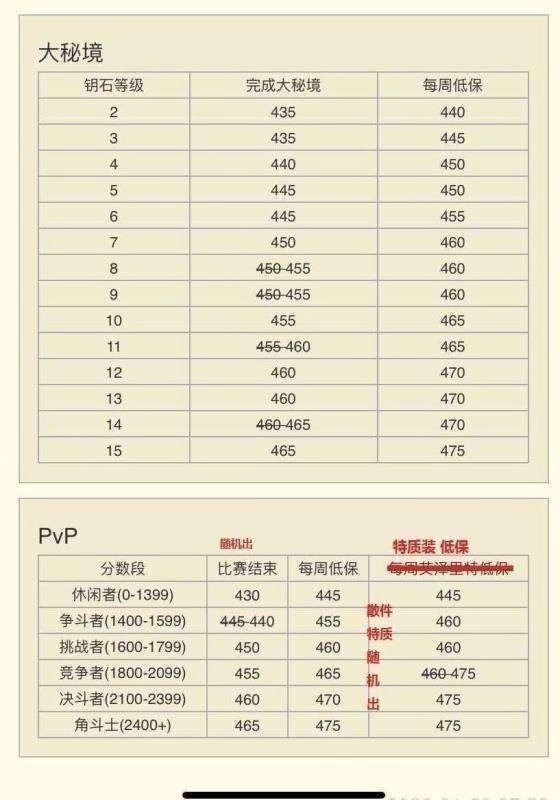 大秘境
钥石等级 完成大秘境 每周低保
2 435 440
3 435 445
4 440 450
5 445 450
6 445 455
7 450 460
8 450 455 460
9 450 455 460
10 455 465
11 455 460 465
12 460 470
13 460 470
14 460 465 470
15 465 475
PvP
随机出 特质装 低保
分数段 比赛结束 每周低保 每周艾泽里特低保
休闲者(0-1399) 430 445 445
争斗者(1400-1599) 445 440 455 460
挑战者(1600-1799) 450 460 460
竞争者(1800-2099) 455 465 460 475
决斗者(2100-2399) 460 470 475
角斗士(2400+) 465 475 475
散件
特质
随
机
出